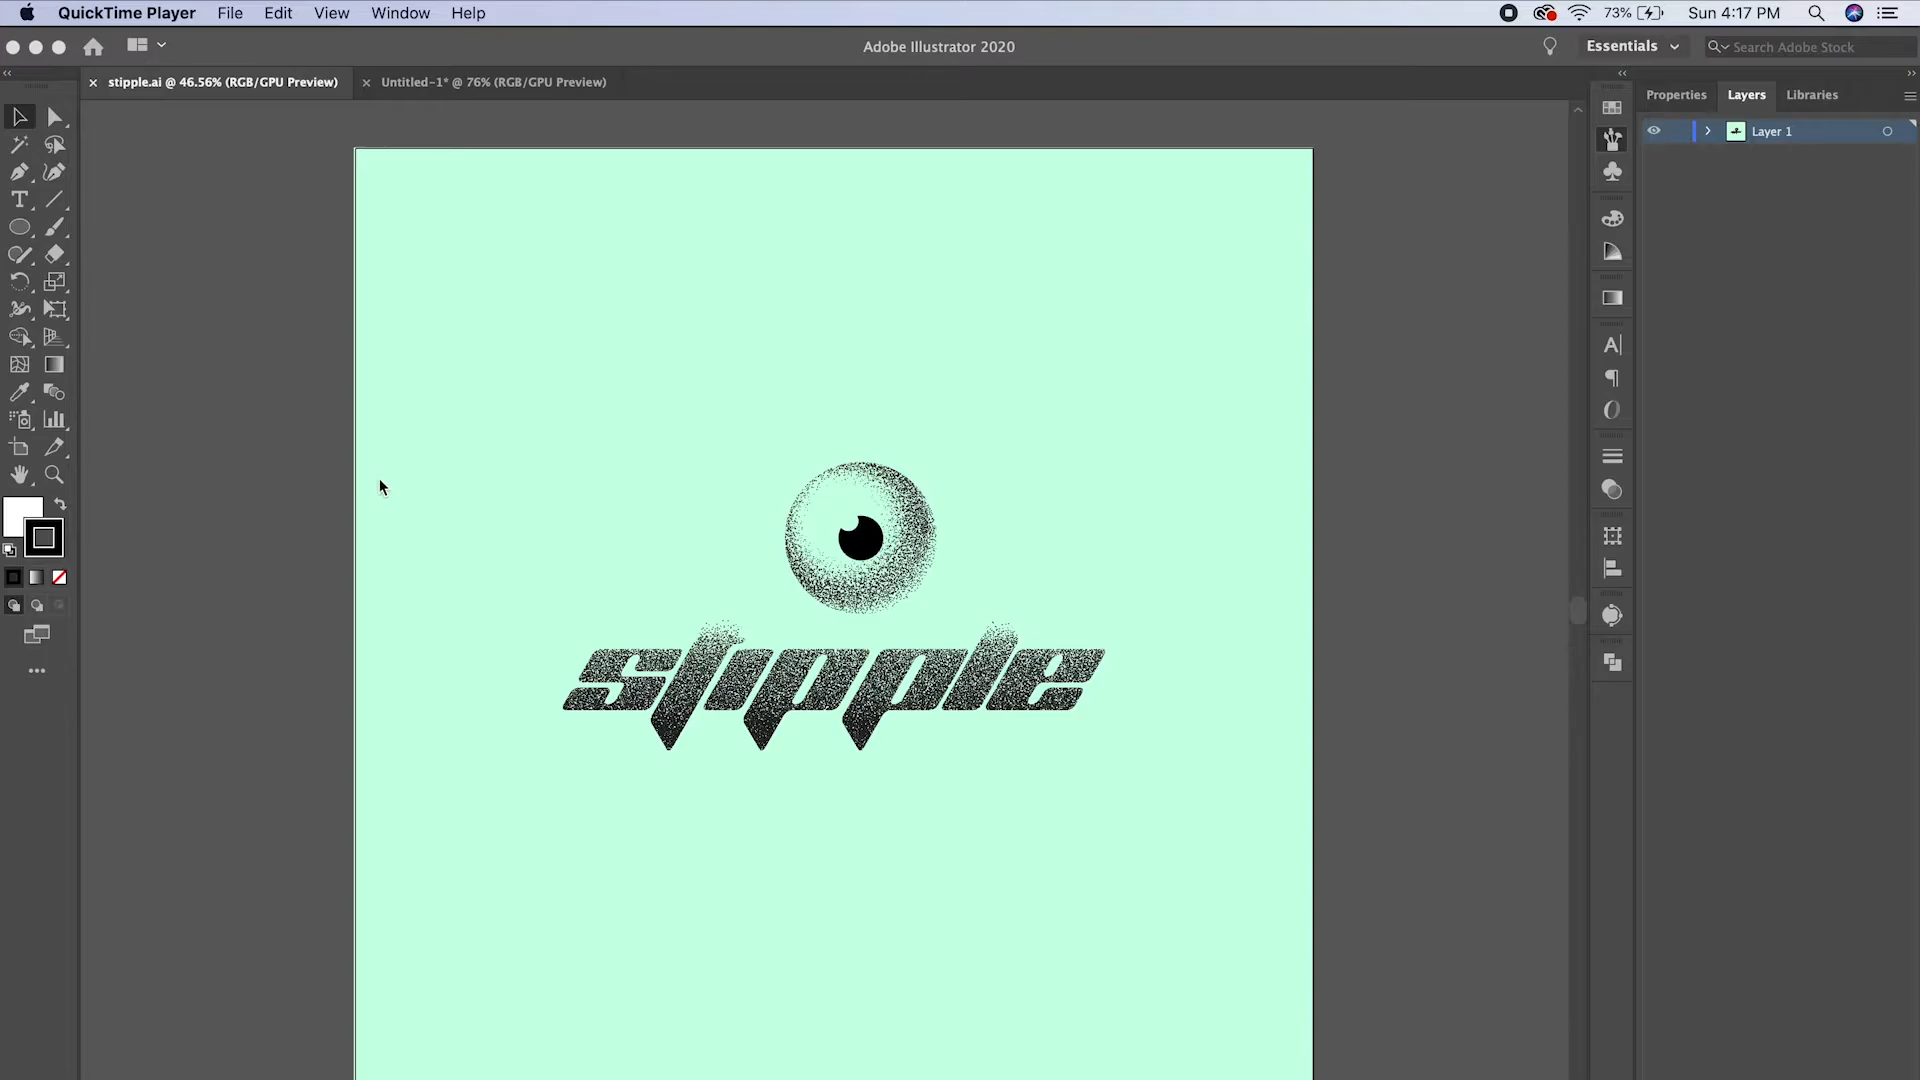 QuickTime Player File Edit View Window Help 73% Sun 4:17 PM
Adobe Illustrator 2020 Essentials Search Adobe Stock
stipple.ai @ 46.56% (RGB/GPU Preview) Untitled-1* @ 76% (RGB/GPU Preview)
Properties Layers Libraries
Layer 1
stipple